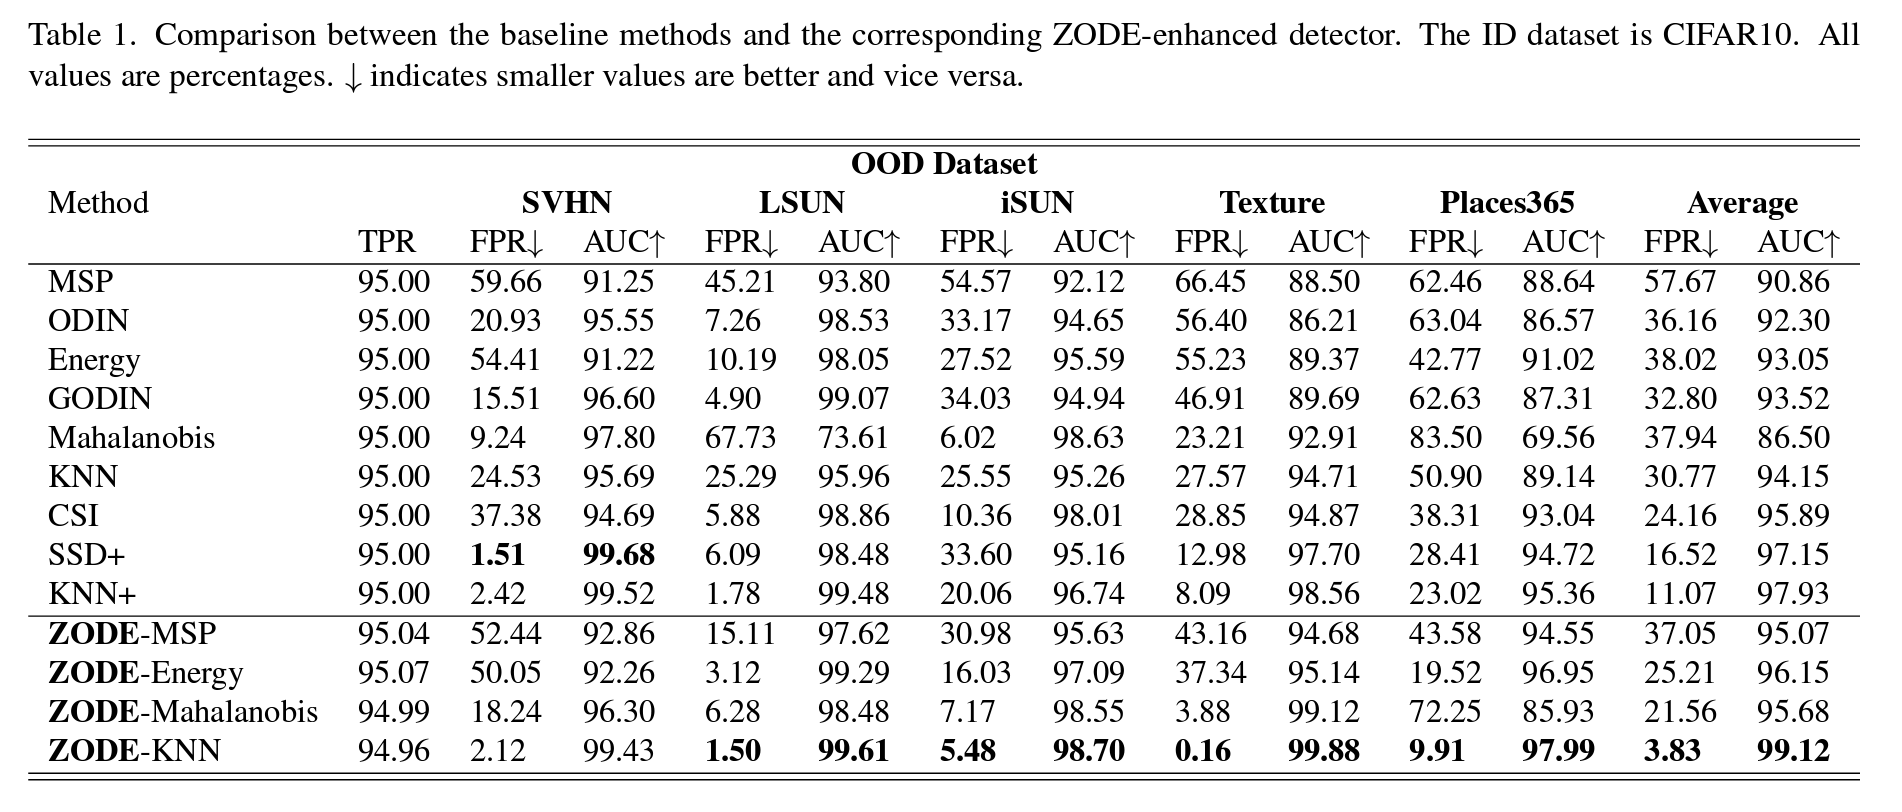 Table 1. Comparison between the baseline methods and the corresponding ZODE-enhanced detector. The ID dataset is CIFAR10. All
values are percentages. ↓ indicates smaller values are better and vice versa.
OOD Dataset
Method SVHN LSUN iSUN Texture Places365 Average
TPR FPR↓ AUC↑ FPR↓ AUC↑ FPR↓ AUC↑ FPR↓ AUC↑ FPR↓ AUC↑ FPR↓ AUC↑
MSP 95.00 59.66 91.25 45.21 93.80 54.57 92.12 66.45 88.50 62.46 88.64 57.67 90.86
ODIN 95.00 20.93 95.55 7.26 98.53 33.17 94.65 56.40 86.21 63.04 86.57 36.16 92.30
Energy 95.00 54.41 91.22 10.19 98.05 27.52 95.59 55.23 89.37 42.77 91.02 38.02 93.05
GODIN 95.00 15.51 96.60 4.90 99.07 34.03 94.94 46.91 89.69 62.63 87.31 32.80 93.52
Mahalanobis 95.00 9.24 97.80 67.73 73.61 6.02 98.63 23.21 92.91 83.50 69.56 37.94 86.50
KNN 95.00 24.53 95.69 25.29 95.96 25.55 95.26 27.57 94.71 50.90 89.14 30.77 94.15
CSI 95.00 37.38 94.69 5.88 98.86 10.36 98.01 28.85 94.87 38.31 93.04 24.16 95.89
SSD+ 95.00 1.51 99.68 6.09 98.48 33.60 95.16 12.98 97.70 28.41 94.72 16.52 97.15
KNN+ 95.00 2.42 99.52 1.78 99.48 20.06 96.74 8.09 98.56 23.02 95.36 11.07 97.93
ZODE-MSP 95.04 52.44 92.86 15.11 97.62 30.98 95.63 43.16 94.68 43.58 94.55 37.05 95.07
ZODE-Energy 95.07 50.05 92.26 3.12 99.29 16.03 97.09 37.34 95.14 19.52 96.95 25.21 96.15
ZODE-Mahalanobis 94.99 18.24 96.30 6.28 98.48 7.17 98.55 3.88 99.12 72.25 85.93 21.56 95.68
ZODE-KNN 94.96 2.12 99.43 1.50 99.61 5.48 98.70 0.16 99.88 9.91 97.99 3.83 99.12